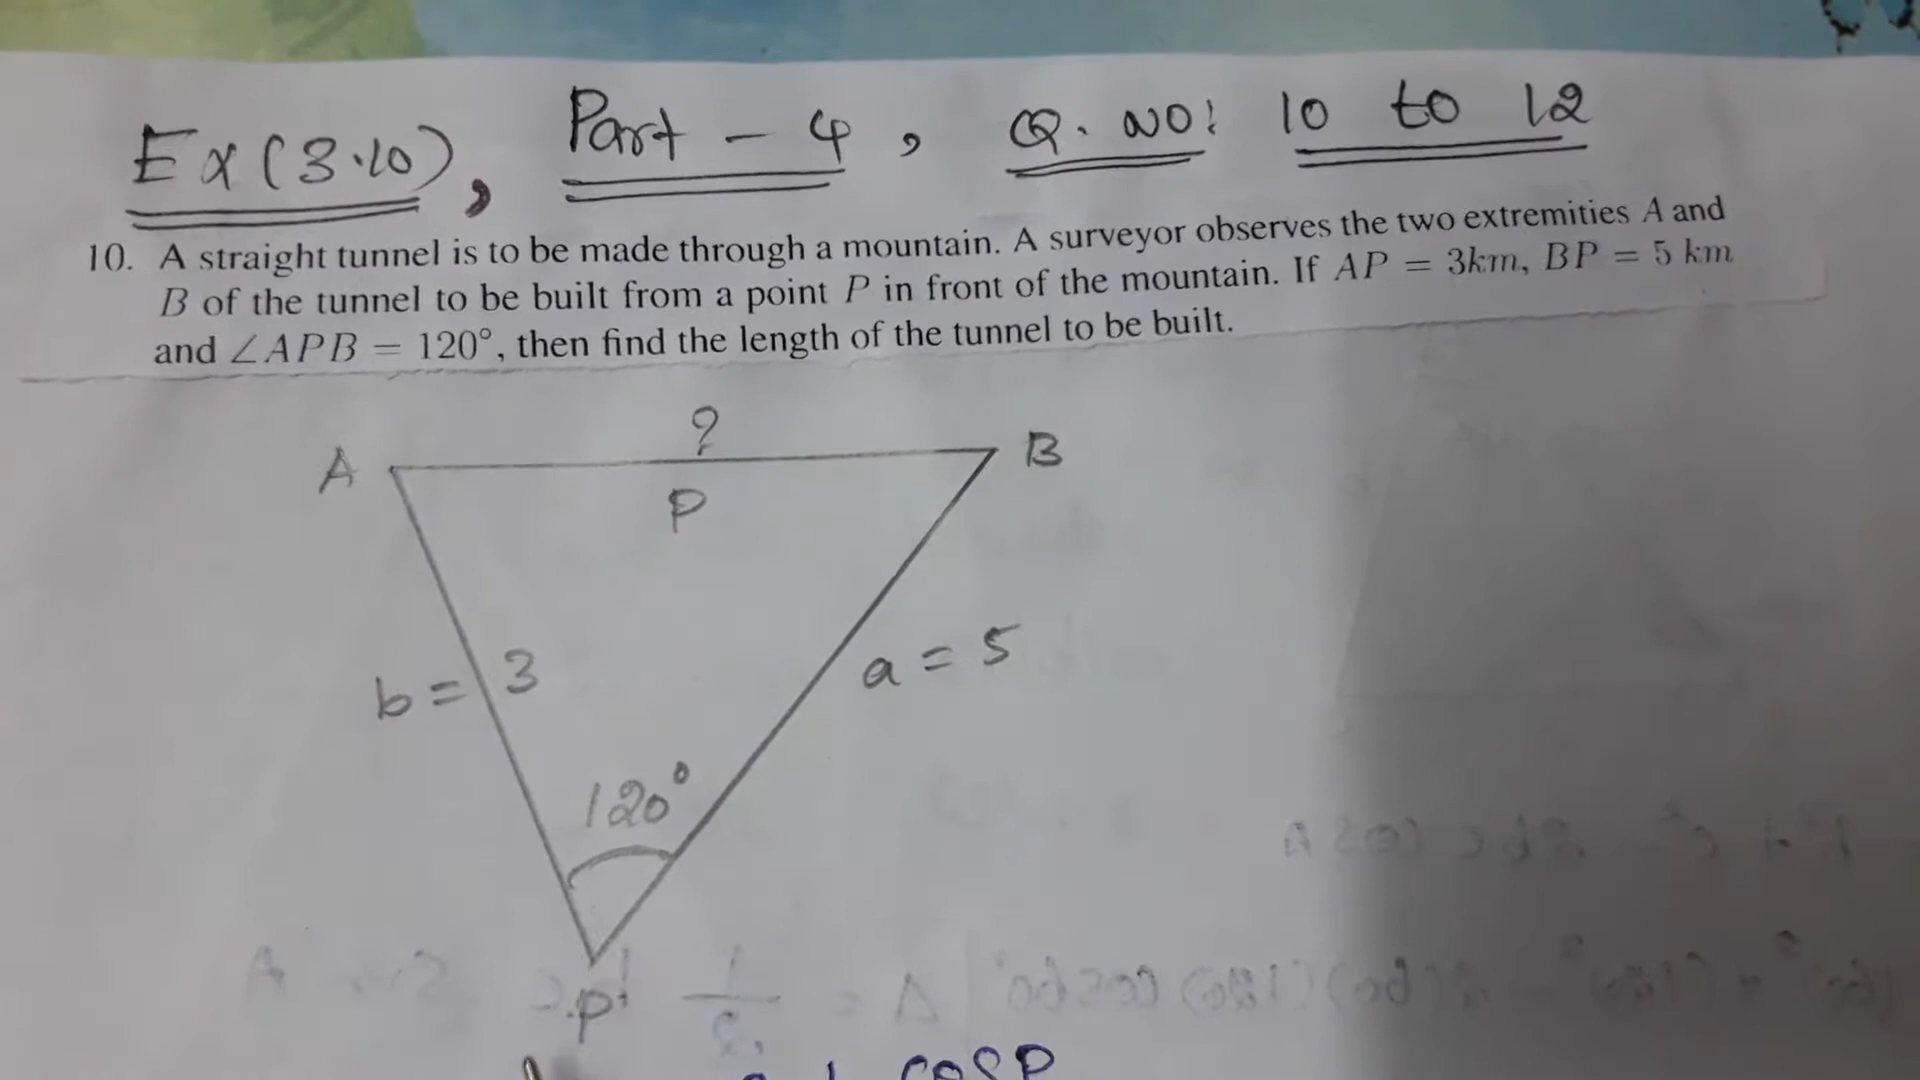 Ex (3.10), Part - 4, Q. NO: 10 to 12
10. A straight tunnel is to be made through a mountain. A surveyor observes the two extremities A and
B of the tunnel to be built from a point P in front of the mountain. If AP = 3km, BP = 5 km
and ∠APB = 120°, then find the length of the tunnel to be built.
?
A B
P
b = 3 a = 5
120°
P
cos P